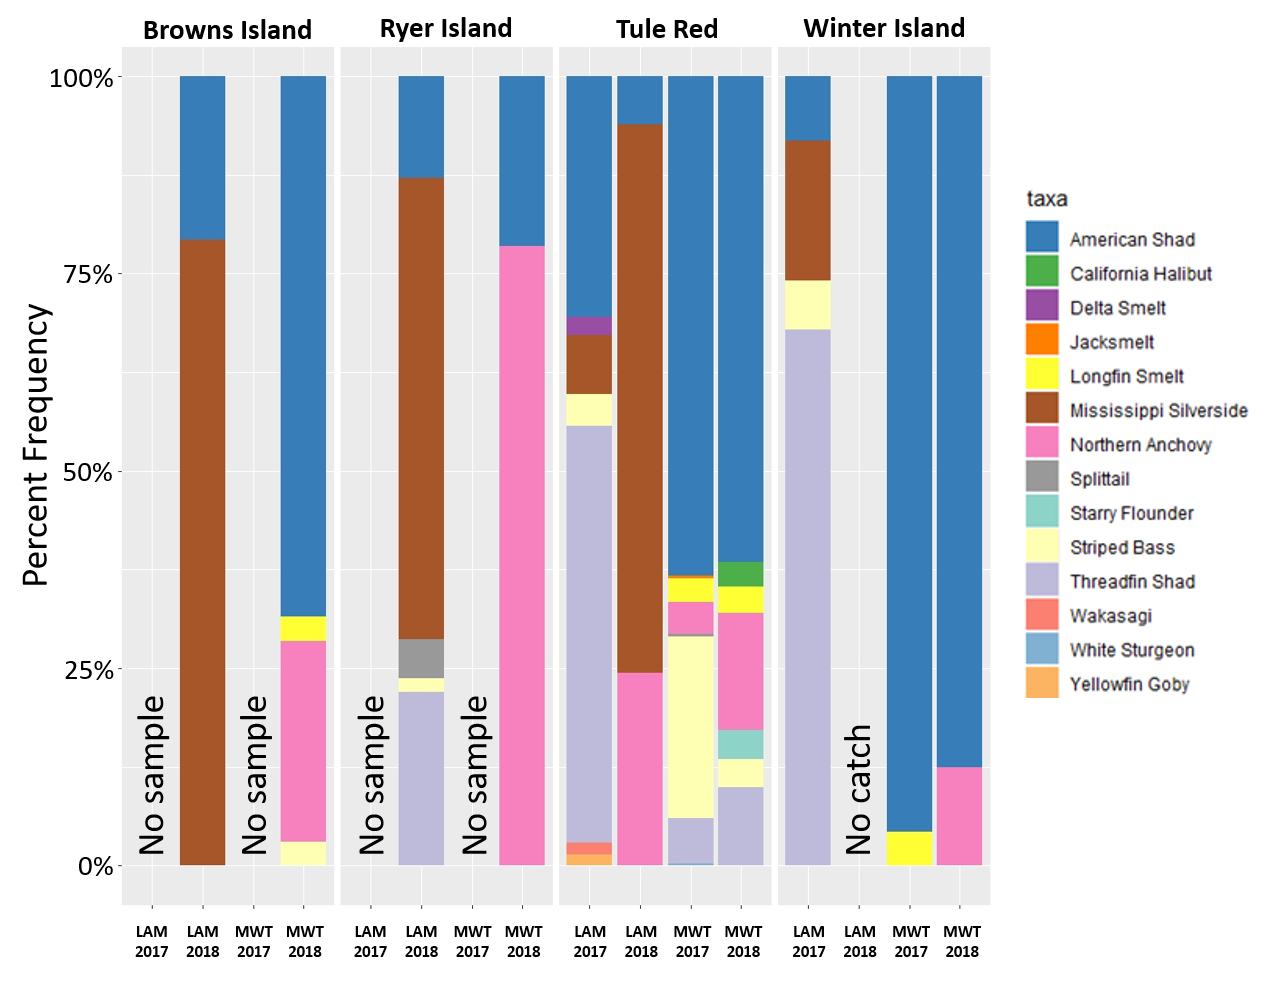 Browns Island
Ryer Island
Tule Red
Winter Island
Percent Frequency
100%
75%
50%
25%
0%
No sample
No sample
No sample
No sample
No catch
LAM
2017
LAM
2018
MWT
2017
MWT
2018
LAM
2017
LAM
2018
MWT
2017
MWT
2018
LAM
2017
LAM
2018
MWT
2017
MWT
2018
LAM
2017
LAM
2018
MWT
2017
MWT
2018
taxa
American Shad
California Halibut
Delta Smelt
Jacksmelt
Longfin Smelt
Mississippi Silverside
Northern Anchovy
Splittail
Starry Flounder
Striped Bass
Threadfin Shad
Wakasagi
White Sturgeon
Yellowfin Goby